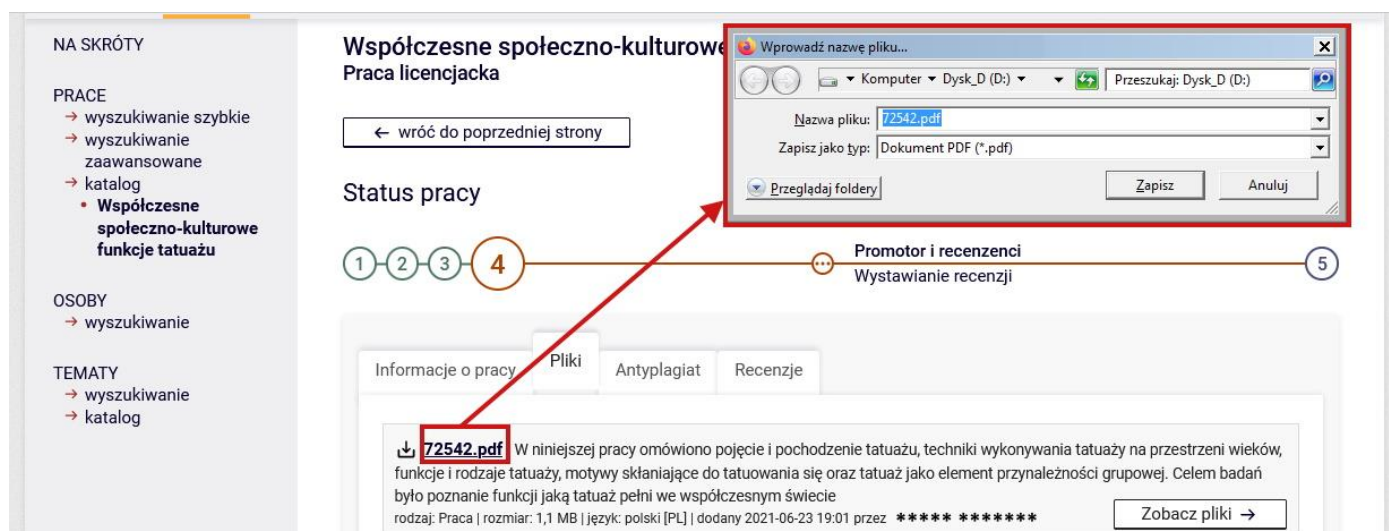 NA SKRÓTY
PRACE
→ wyszukiwanie szybkie
→ wyszukiwanie
zaawansowane
→ katalog
• Współczesne
społeczno-kulturowe
funkcje tatuażu
OSOBY
→ wyszukiwanie
TEMATY
→ wyszukiwanie
→ katalog
Współczesne społeczno-kulturowe
Praca licencjacka
← wróć do poprzedniej strony
Wprowadź nazwę pliku...
Komputer ▾ Dysk_D (D:) ▾
Przeszukaj: Dysk_D (D:)
Nazwa pliku: 72542.pdf
Zapisz jako typ: Dokument PDF (*.pdf)
Przeglądaj foldery
Zapisz
Anuluj
Status pracy
1 2 3 4
Promotor i recenzenci
Wystawianie recenzji
5
Informacje o pracy
Pliki
Antyplagiat
Recenzje
72542.pdf W niniejszej pracy omówiono pojęcie i pochodzenie tatuażu, techniki wykonywania tatuaży na przestrzeni wieków,
funkcje i rodzaje tatuaży, motywy skłaniające do tatuowania się oraz tatuaż jako element przynależności grupowej. Celem badań
było poznanie funkcji jaką tatuaż pełni we współczesnym świecie
rodzaj: Praca | rozmiar: 1,1 MB | język: polski [PL] | dodany 2021-06-23 19:01 przez ***** *******
Zobacz pliki →